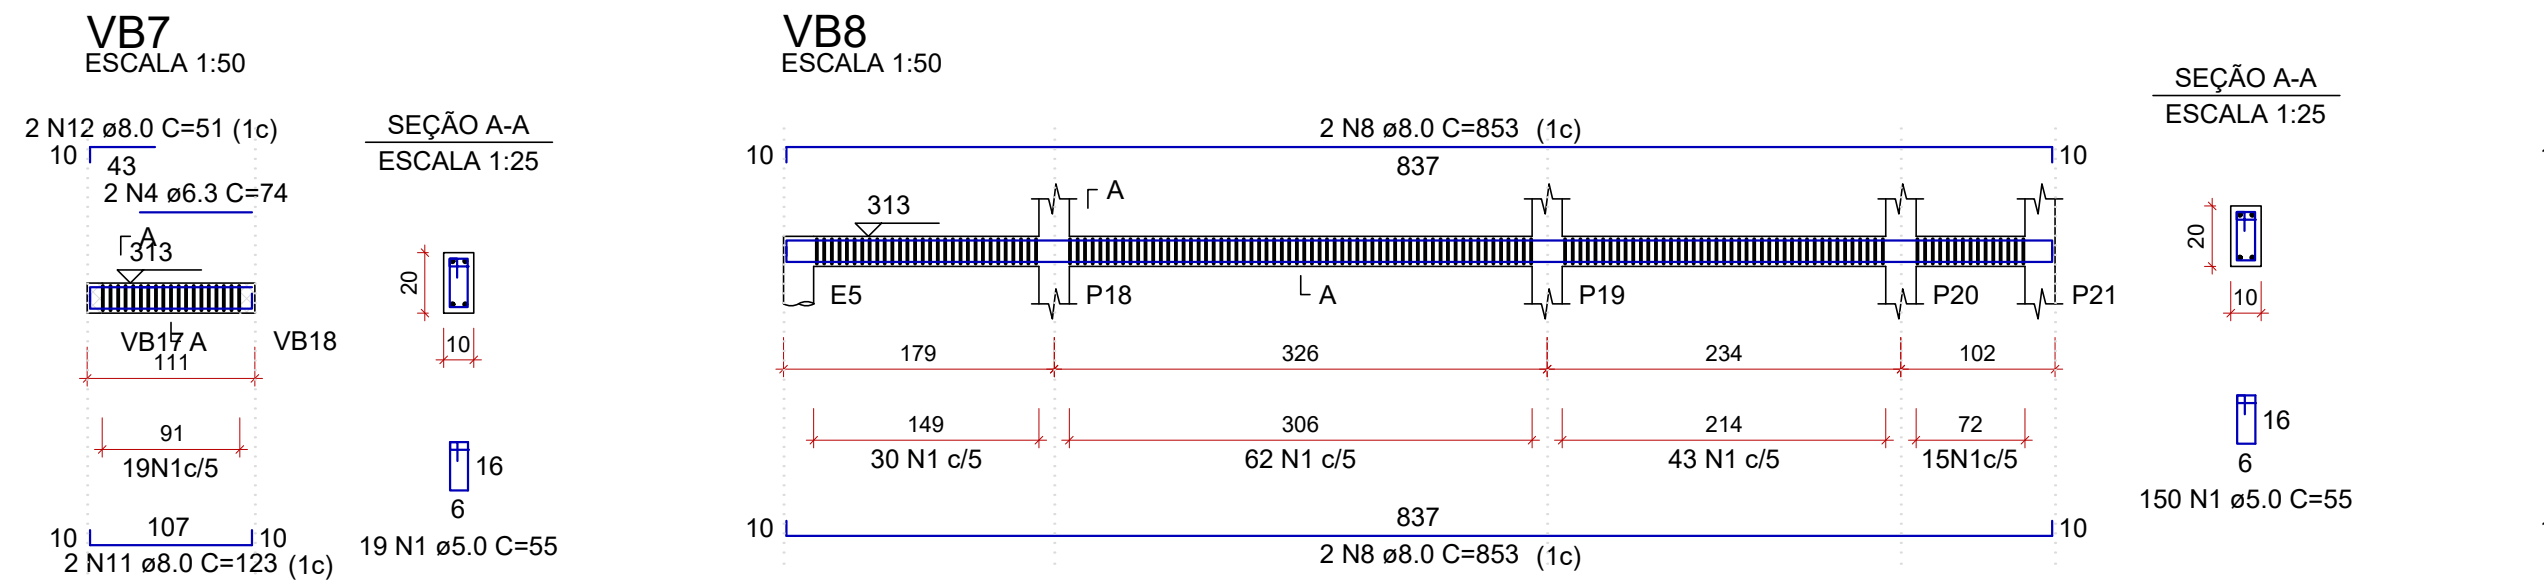 VB7
ESCALA 1:50
2 N12 ø8.0 C=51 (1c)
10
43
2 N4 ø6.3 C=74
A
313
VB17
A
VB18
111
91
19N1c/5
10
107
10
2 N11 ø8.0 C=123 (1c)
SEÇÃO A-A
ESCALA 1:25
20
10
16
6
19 N1 ø5.0 C=55
VB8
ESCALA 1:50
2 N8 ø8.0 C=853 (1c)
10
837
10
A
313
E5
P18
A
P19
P20
P21
179
326
234
102
149
306
214
72
30 N1 c/5
62 N1 c/5
43 N1 c/5
15N1c/5
10
837
10
2 N8 ø8.0 C=853 (1c)
SEÇÃO A-A
ESCALA 1:25
20
10
16
6
150 N1 ø5.0 C=55